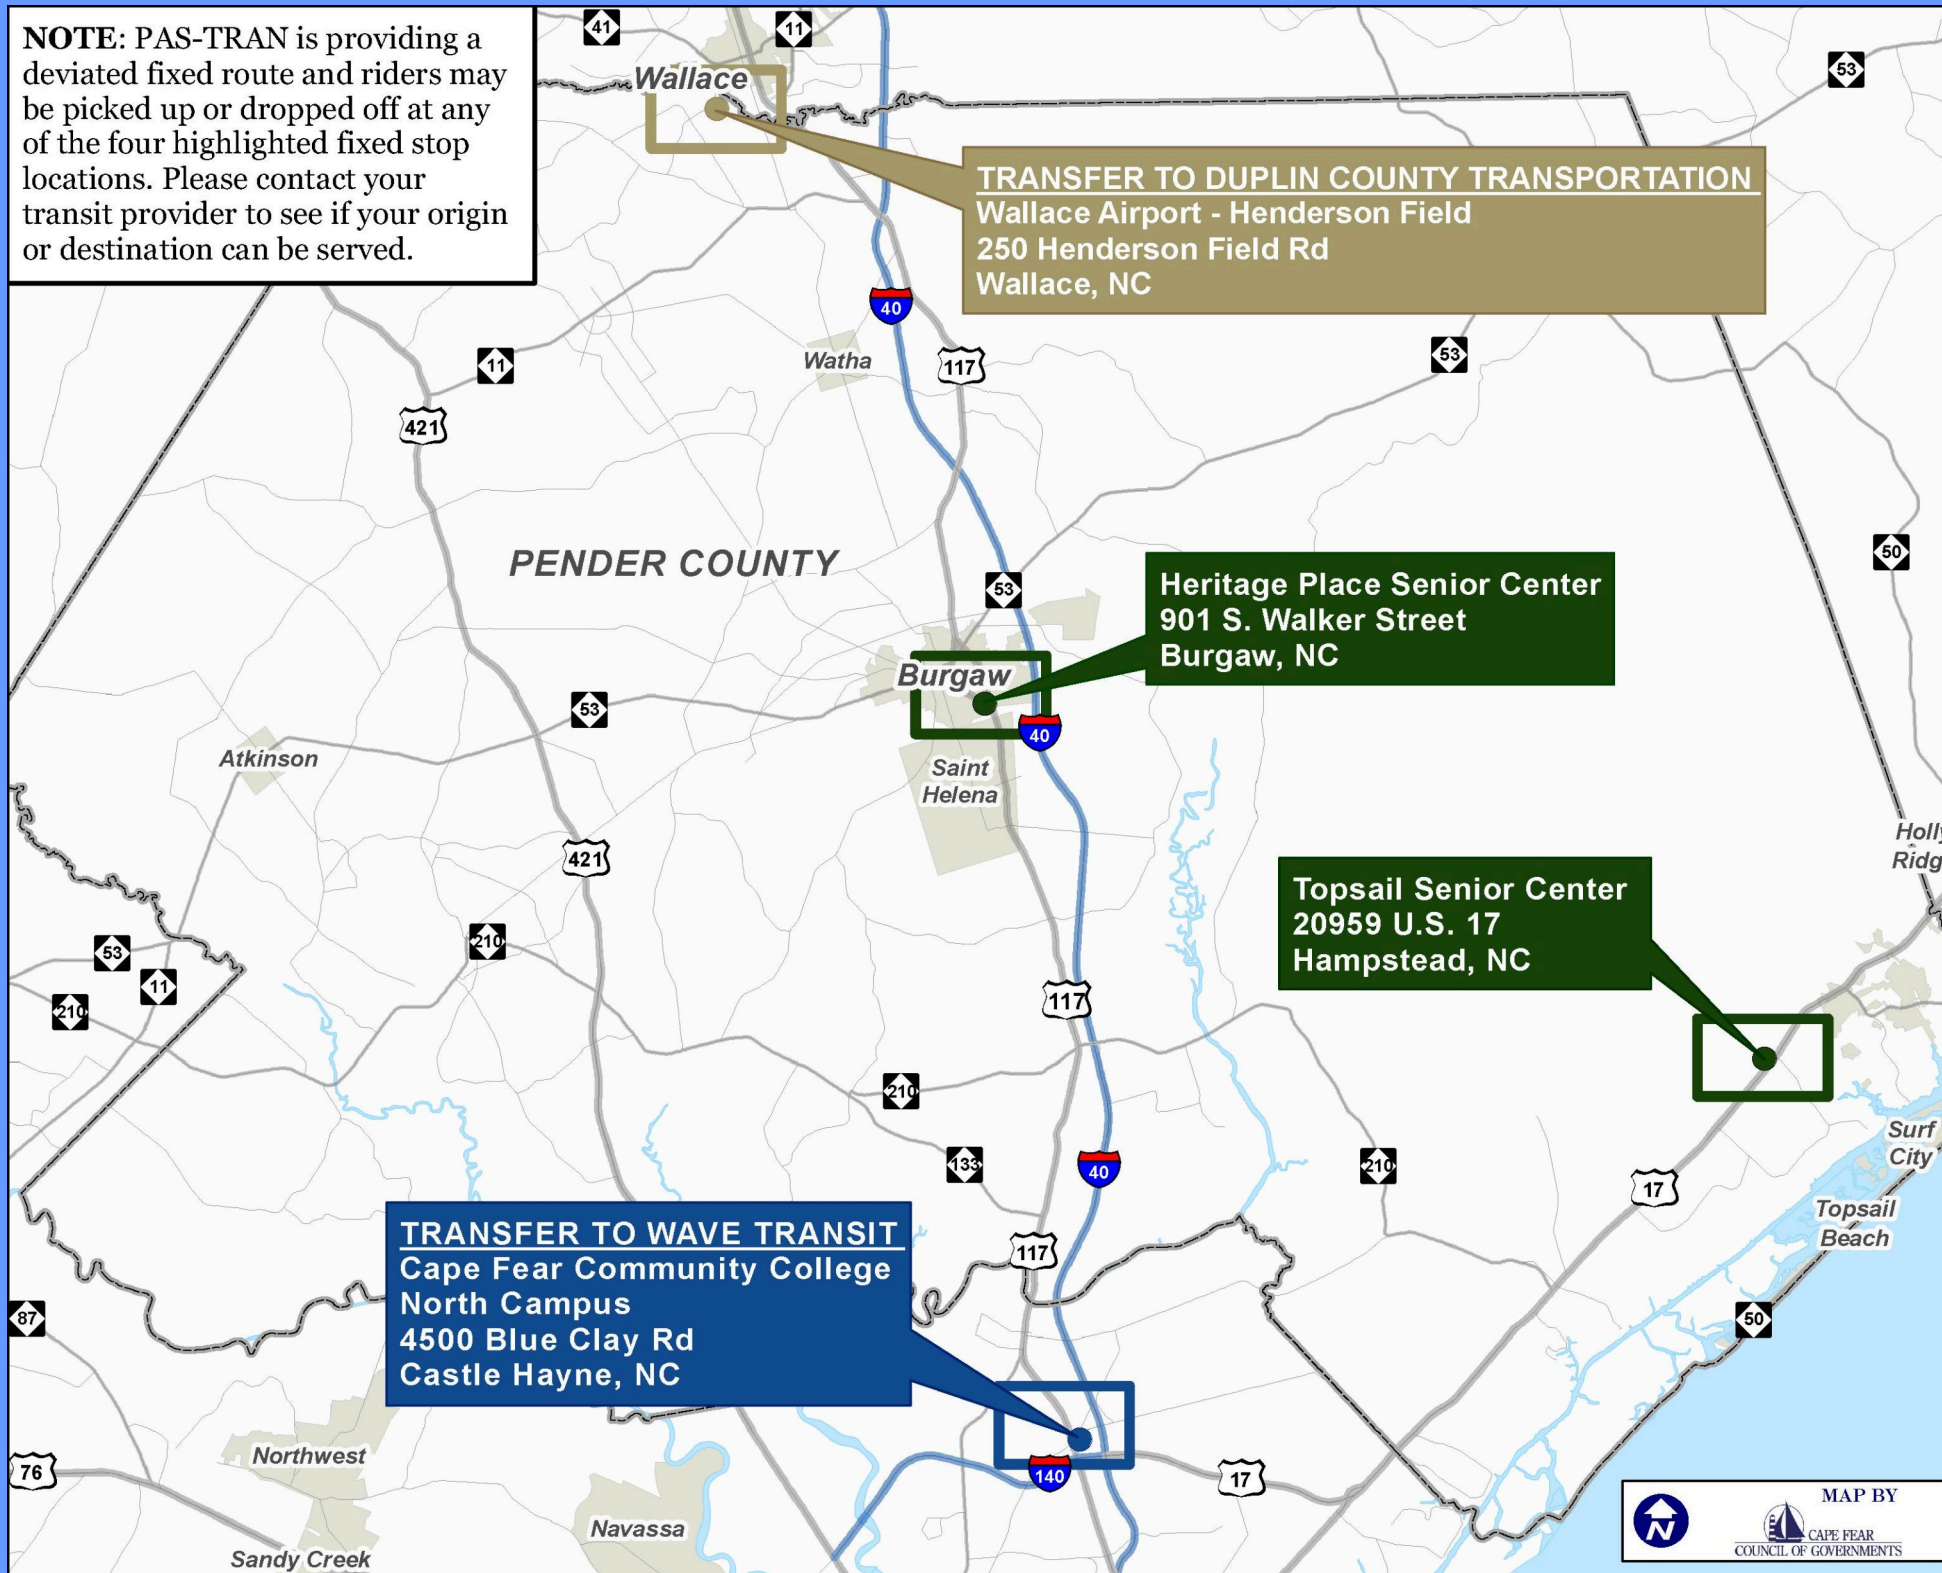 NOTE: PAS-TRAN is providing a
deviated fixed route and riders may
be picked up or dropped off at any
of the four highlighted fixed stop
locations. Please contact your
transit provider to see if your origin
or destination can be served.
41
11
53
Wallace
TRANSFER TO DUPLIN COUNTY TRANSPORTATION
Wallace Airport - Henderson Field
250 Henderson Field Rd
Wallace, NC
40
11
Watha
117
53
421
PENDER COUNTY
50
53
Heritage Place Senior Center
901 S. Walker Street
Burgaw, NC
Burgaw
53
40
Atkinson
Saint
Helena
421
Holly
Ridg
Topsail Senior Center
20959 U.S. 17
Hampstead, NC
53
210
11
210
117
210
133
40
210
17
Surf
City
Topsail
Beach
TRANSFER TO WAVE TRANSIT
Cape Fear Community College
North Campus
4500 Blue Clay Rd
Castle Hayne, NC
117
87
50
Northwest
76
140
17
Navassa
Sandy Creek
N
MAP BY
CAPE FEAR
COUNCIL OF GOVERNMENTS